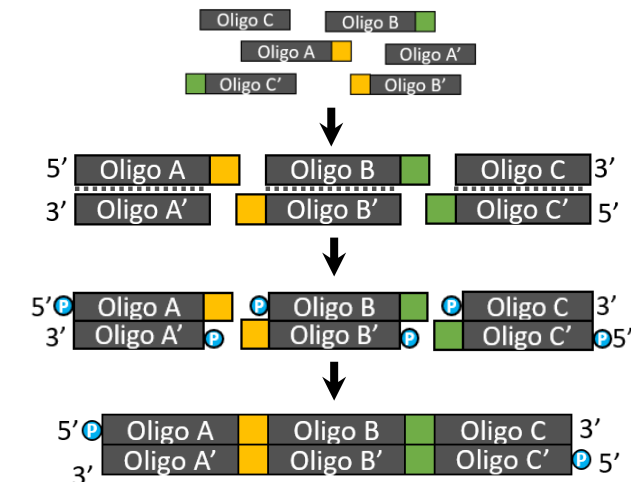 Oligo C Oligo B
Oligo A Oligo A’
Oligo C’ Oligo B’
5’ Oligo A Oligo B Oligo C 3’
3’ Oligo A’ Oligo B’ Oligo C’ 5’
5’ P Oligo A P Oligo B P Oligo C 3’
3’ Oligo A’ P Oligo B’ P Oligo C’ P 5’
5’ P Oligo A Oligo B Oligo C 3’
3’ Oligo A’ Oligo B’ Oligo C’ P 5’